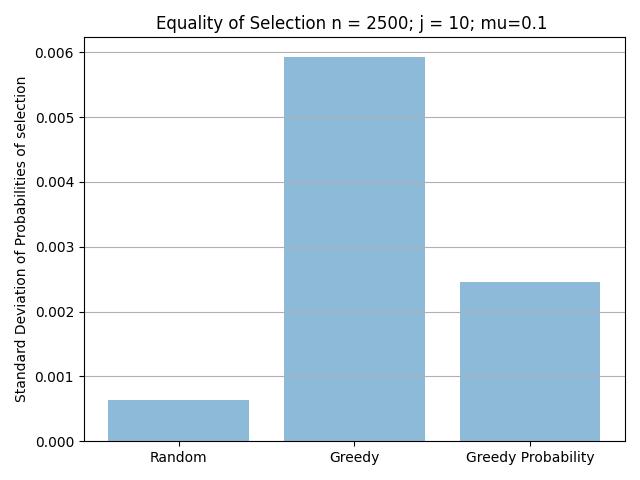 Equality of Selection n = 2500; j = 10; mu=0.1
Standard Deviation of Probabilities of selection
0.006
0.005
0.004
0.003
0.002
0.001
0.000
Random
Greedy
Greedy Probability